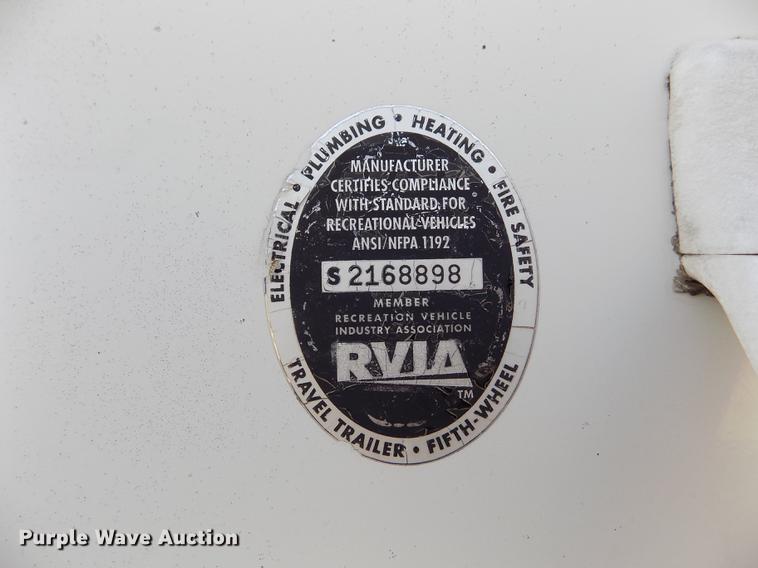 ELECTRICAL • PLUMBING • HEATING • FIRE SAFETY
MANUFACTURER
CERTIFIES COMPLIANCE
WITH STANDARD FOR
RECREATIONAL VEHICLES
ANSI/NFPA 1192
S 2168898
MEMBER
RECREATION VEHICLE
INDUSTRY ASSOCIATION
RVIA
TM
TRAVEL TRAILER • FIFTH-WHEEL
Purple Wave Auction